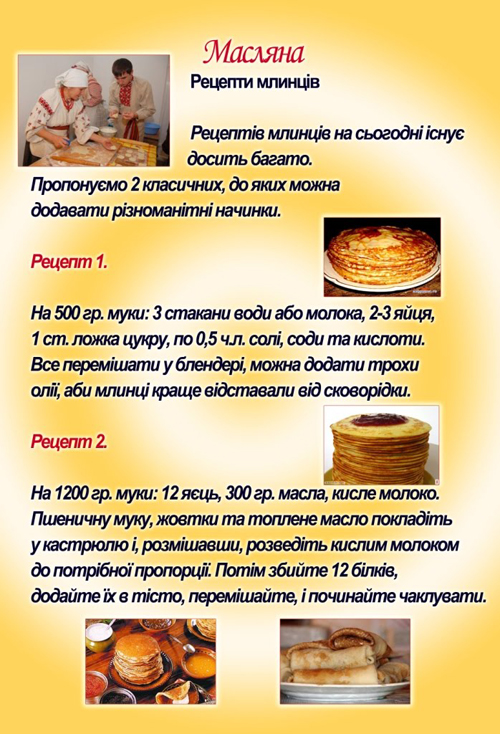 Масляна
Рецепти млинців
Рецептів млинців на сьогодні існує
досить багато.
Пропонуємо 2 класичних, до яких можна
додавати різноманітні начинки.
Рецепт 1.
На 500 гр. муки: 3 стакани води або молока, 2-3 яйця,
1 ст. ложка цукру, по 0,5 ч.л. солі, соди та кислоти.
Все перемішати у блендері, можна додати трохи
олії, аби млинці краще відставали від сковорідки.
Рецепт 2.
На 1200 гр. муки: 12 яєць, 300 гр. масла, кисле молоко.
Пшеничну муку, жовтки та топлене масло покладіть
у кастрюлю і, розмішавши, розведіть кислим молоком
до потрібної пропорції. Потім збийте 12 білків,
додайте їх в тісто, перемішайте, і починайте чаклувати.